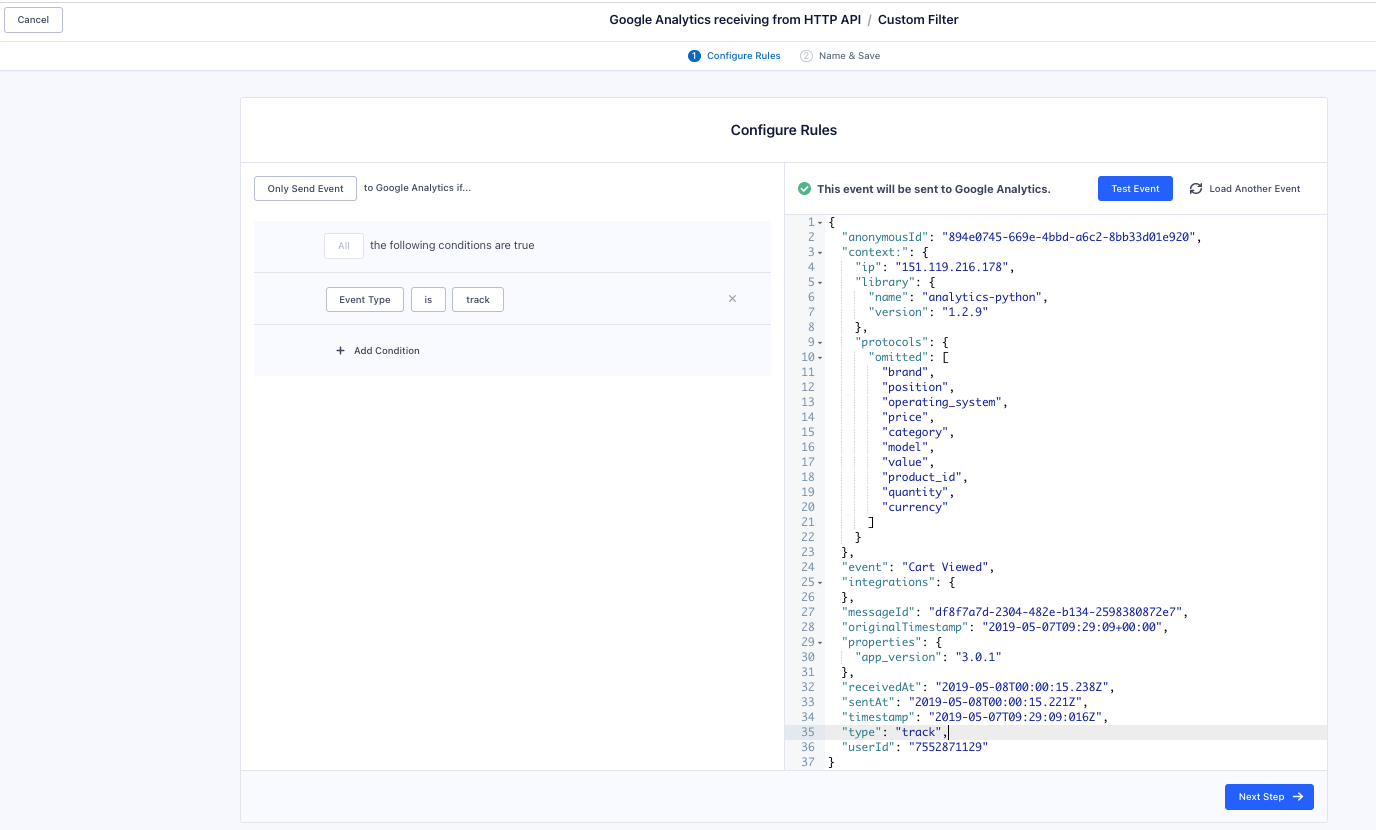 Cancel
Google Analytics receiving from HTTP API / Custom Filter
1 Configure Rules 2 Name & Save
Configure Rules
Only Send Event to Google Analytics if...
All the following conditions are true
Event Type is track
Add Condition
This event will be sent to Google Analytics. Test Event Load Another Event
1 {
2 "anonymousId": "894e0745-669e-4bbd-a6c2-8bb33d01e920",
3 "context:": {
4 "ip": "151.119.216.178",
5 "library": {
6 "name": "analytics-python",
7 "version": "1.2.9"
8 },
9 "protocols": {
10 "omitted": [
11 "brand",
12 "position",
13 "operating_system",
14 "price",
15 "category",
16 "model",
17 "value",
18 "product_id",
19 "quantity",
20 "currency"
21 ]
22 }
23 },
24 "event": "Cart Viewed",
25 "integrations": {
26 },
27 "messageId": "df8f7a7d-2304-482e-b134-2598380872e7",
28 "originalTimestamp": "2019-05-07T09:29:09+00:00",
29 "properties": {
30 "app_version": "3.0.1"
31 },
32 "receivedAt": "2019-05-08T00:00:15.238Z",
33 "sentAt": "2019-05-08T00:00:15.221Z",
34 "timestamp": "2019-05-07T09:29:09:016Z",
35 "type": "track",
36 "userId": "7552871129"
37 }
Next Step